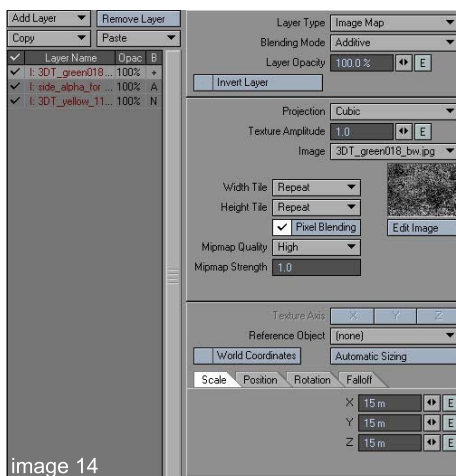 Add Layer Remove Layer
Copy Paste
Layer Name Opac B
I: 3DT_green018... 100% +
I: side_alpha_for ... 100% A
I: 3DT_yellow_11... 100% N
Layer Type Image Map
Blending Mode Additive
Layer Opacity 100.0 % E
Invert Layer
Projection Cubic
Texture Amplitude 1.0 E
Image 3DT_green018_bw.jpg
Width Tile Repeat
Height Tile Repeat
Pixel Blending Edit Image
Mipmap Quality High
Mipmap Strength 1.0
Texture Axis X Y Z
Reference Object (none)
World Coordinates Automatic Sizing
Scale Position Rotation Falloff
X 15 m E
Y 15 m E
Z 15 m E
image 14